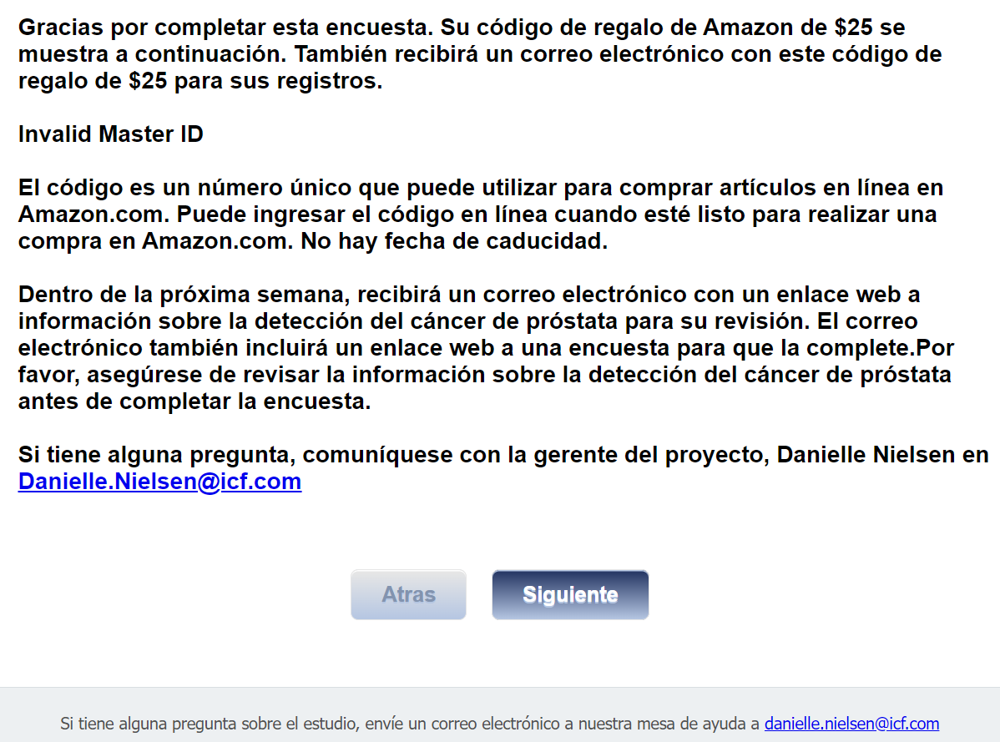 Gracias por completar esta encuesta. Su código de regalo de Amazon de $25 se
muestra a continuación. También recibirá un correo electrónico con este código de
regalo de $25 para sus registros.
Invalid Master ID
El código es un número único que puede utilizar para comprar artículos en línea en
Amazon.com. Puede ingresar el código en línea cuando esté listo para realizar una
compra en Amazon.com. No hay fecha de caducidad.
Dentro de la próxima semana, recibirá un correo electrónico con un enlace web a
información sobre la detección del cáncer de próstata para su revisión. El correo
electrónico también incluirá un enlace web a una encuesta para que la complete.Por
favor, asegúrese de revisar la información sobre la detección del cáncer de próstata
antes de completar la encuesta.
Si tiene alguna pregunta, comuníquese con la gerente del proyecto, Danielle Nielsen en
Danielle.Nielsen@icf.com
Atras
Siguiente
Si tiene alguna pregunta sobre el estudio, envíe un correo electrónico a nuestra mesa de ayuda a danielle.nielsen@icf.com